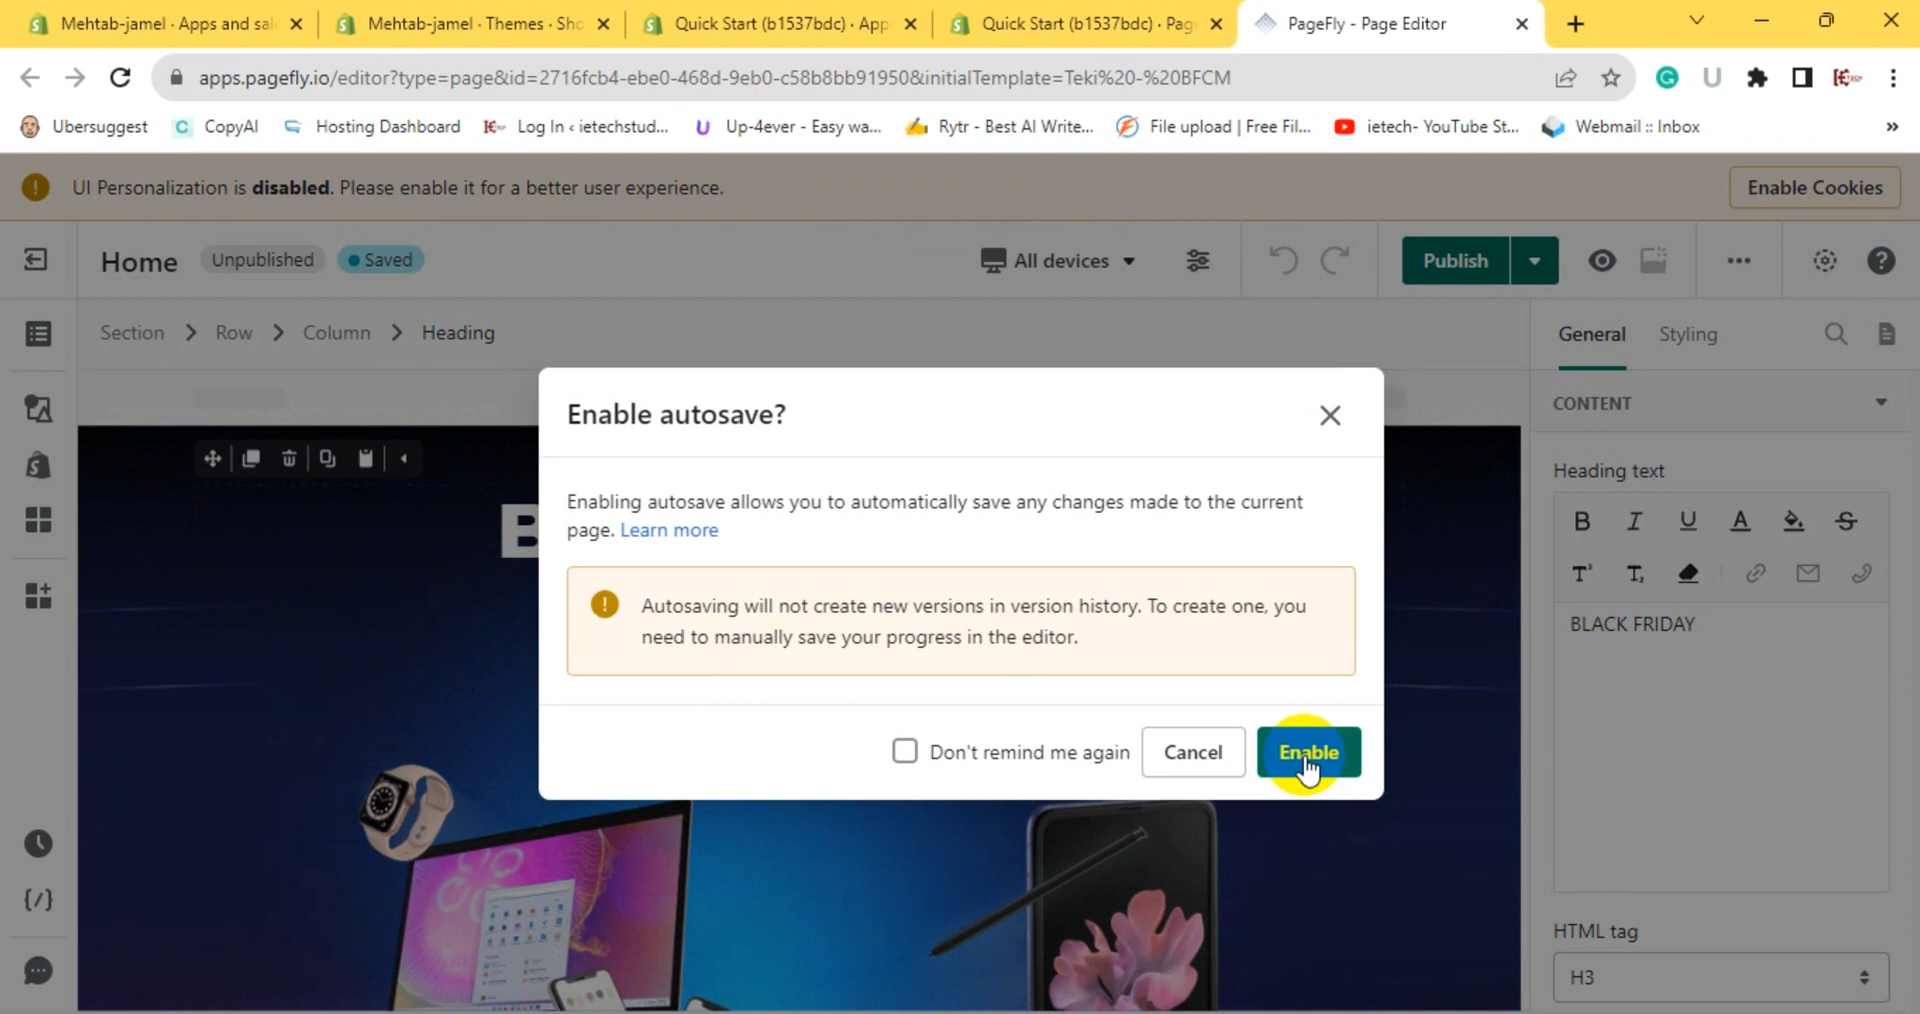 Mehtab-jamel · Apps and sal
Mehtab-jamel · Themes · Sho
Quick Start (b1537bdc) · App
Quick Start (b1537bdc) · Page
PageFly - Page Editor
apps.pagefly.io/editor?type=page&id=2716fcb4-ebe0-468d-9eb0-c58b8bb91950&initialTemplate=Teki%20-%20BFCM
Ubersuggest
CopyAI
Hosting Dashboard
Log In ‹ ietechstud...
Up-4ever - Easy wa...
Rytr - Best AI Write...
File upload | Free Fil...
ietech- YouTube St...
Webmail :: Inbox
UI Personalization is disabled. Please enable it for a better user experience.
Enable Cookies
Home
Unpublished
Saved
All devices
Publish
Section > Row > Column > Heading
General
Styling
CONTENT
Enable autosave?
Enabling autosave allows you to automatically save any changes made to the current
page. Learn more
Autosaving will not create new versions in version history. To create one, you
need to manually save your progress in the editor.
Don't remind me again
Cancel
Enable
B
Heading text
BLACK FRIDAY
HTML tag
H3